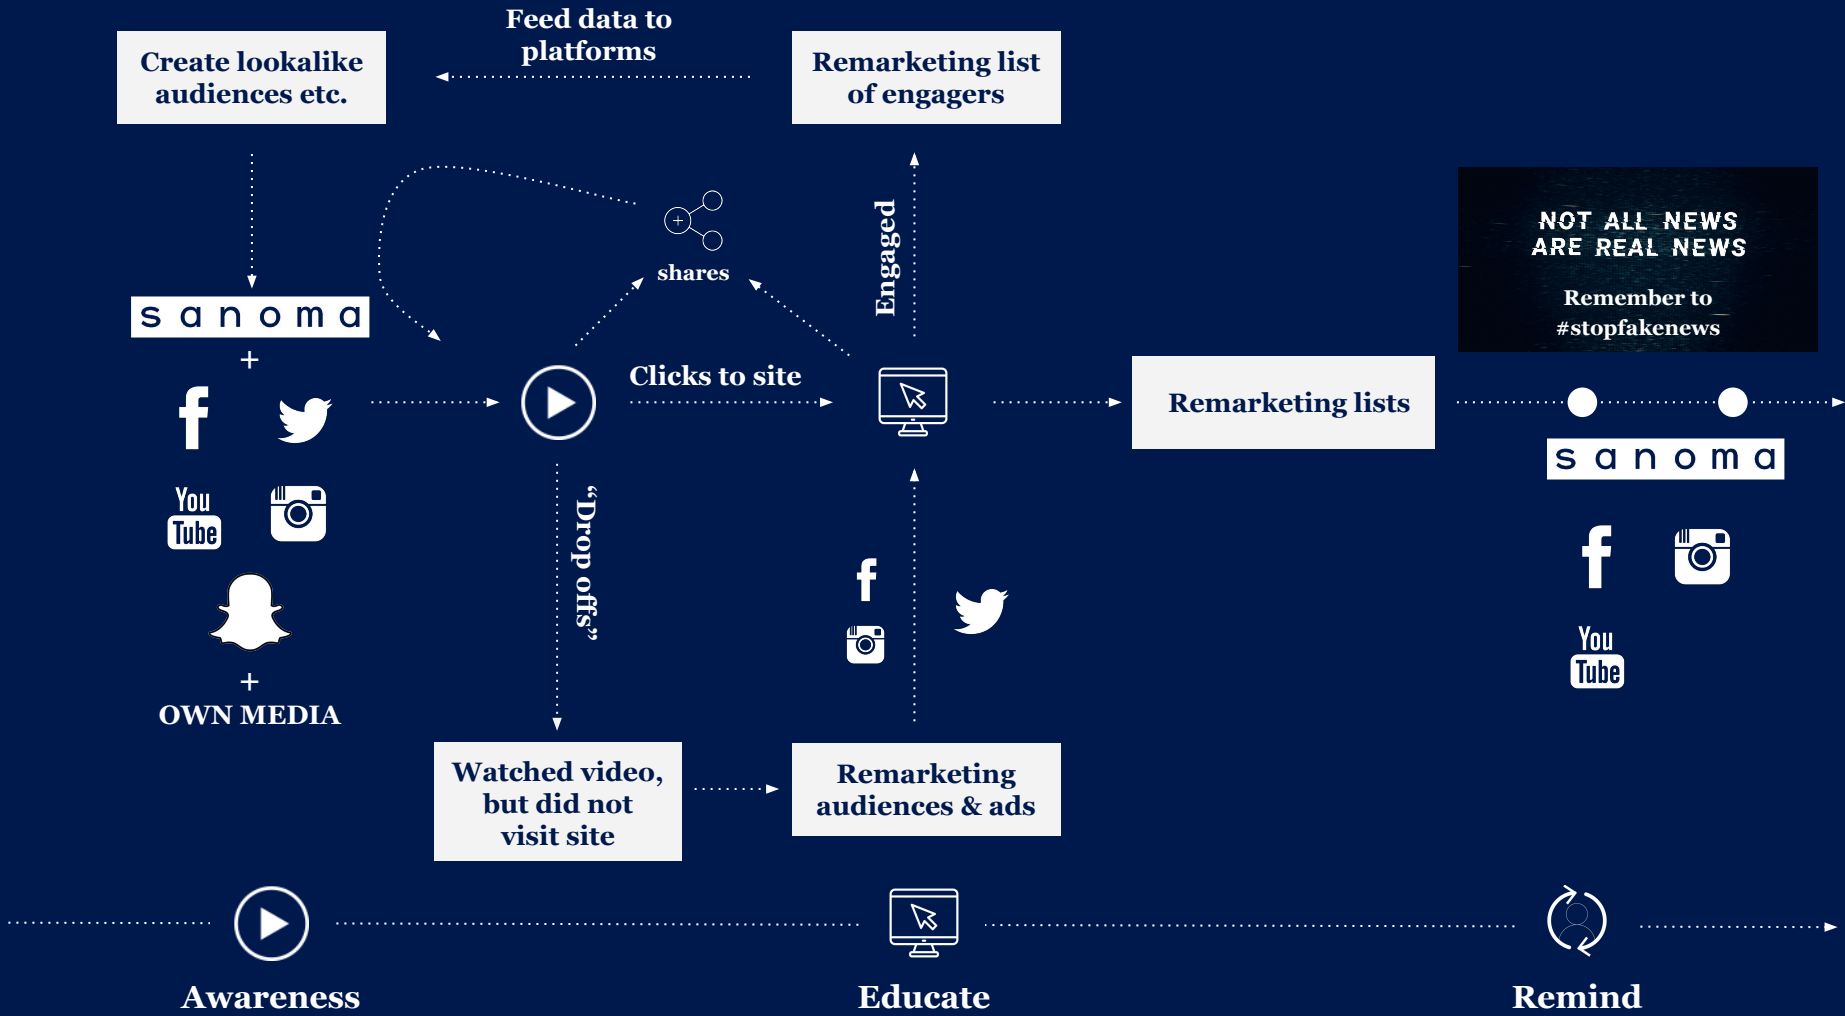 Feed data to
platforms
Create lookalike
audiences etc.
Remarketing list
of engagers
shares
Engaged
NOT ALL NEWS
ARE REAL NEWS
Remember to
#stopfakenews
sanoma
+
f
You
Tube
+
OWN MEDIA
Clicks to site
Remarketing lists
sanoma
f
You
Tube
“Drop offs”
f
Watched video,
but did not
visit site
Remarketing
audiences & ads
Awareness
Educate
Remind